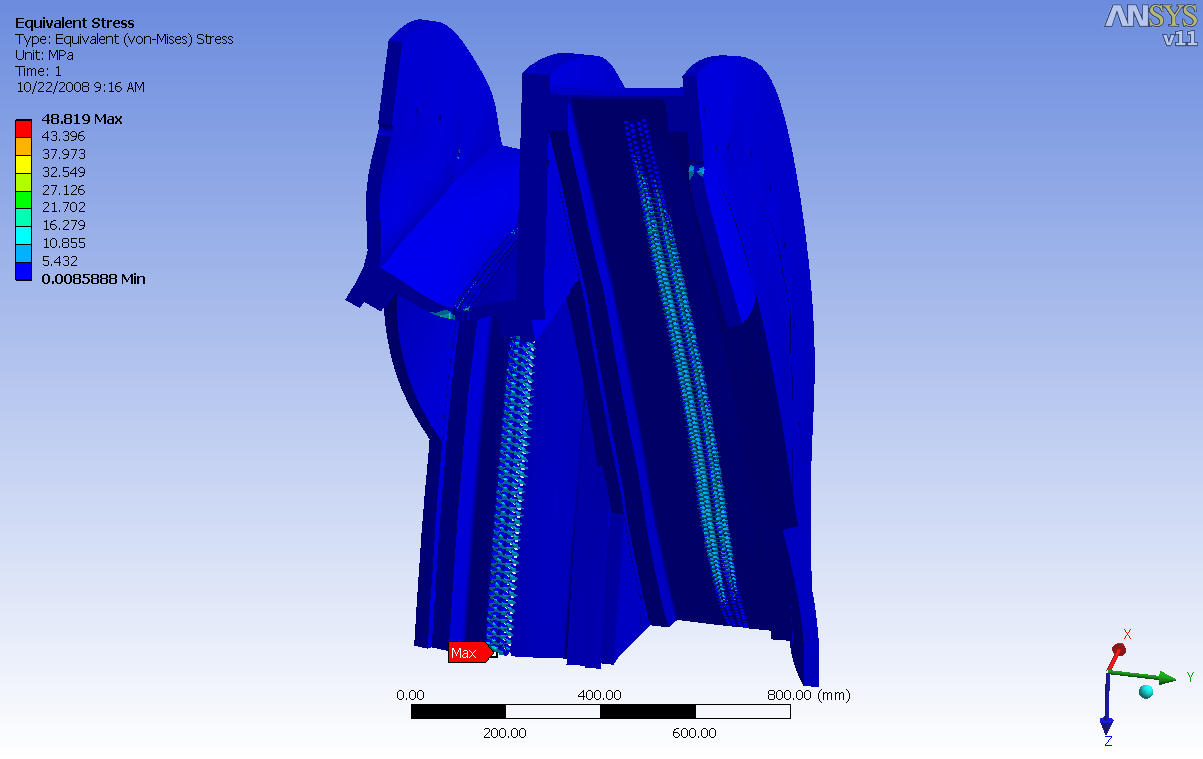 Equivalent Stress
Type: Equivalent (von-Mises) Stress
Unit: MPa
Time: 1
10/22/2008 9:16 AM
48.819 Max
43.396
37.973
32.549
27.126
21.702
16.279
10.855
5.432
0.0085888 Min
ANSYS
v11
Max
0.00 400.00 800.00 (mm)
200.00 600.00
X
Y
Z